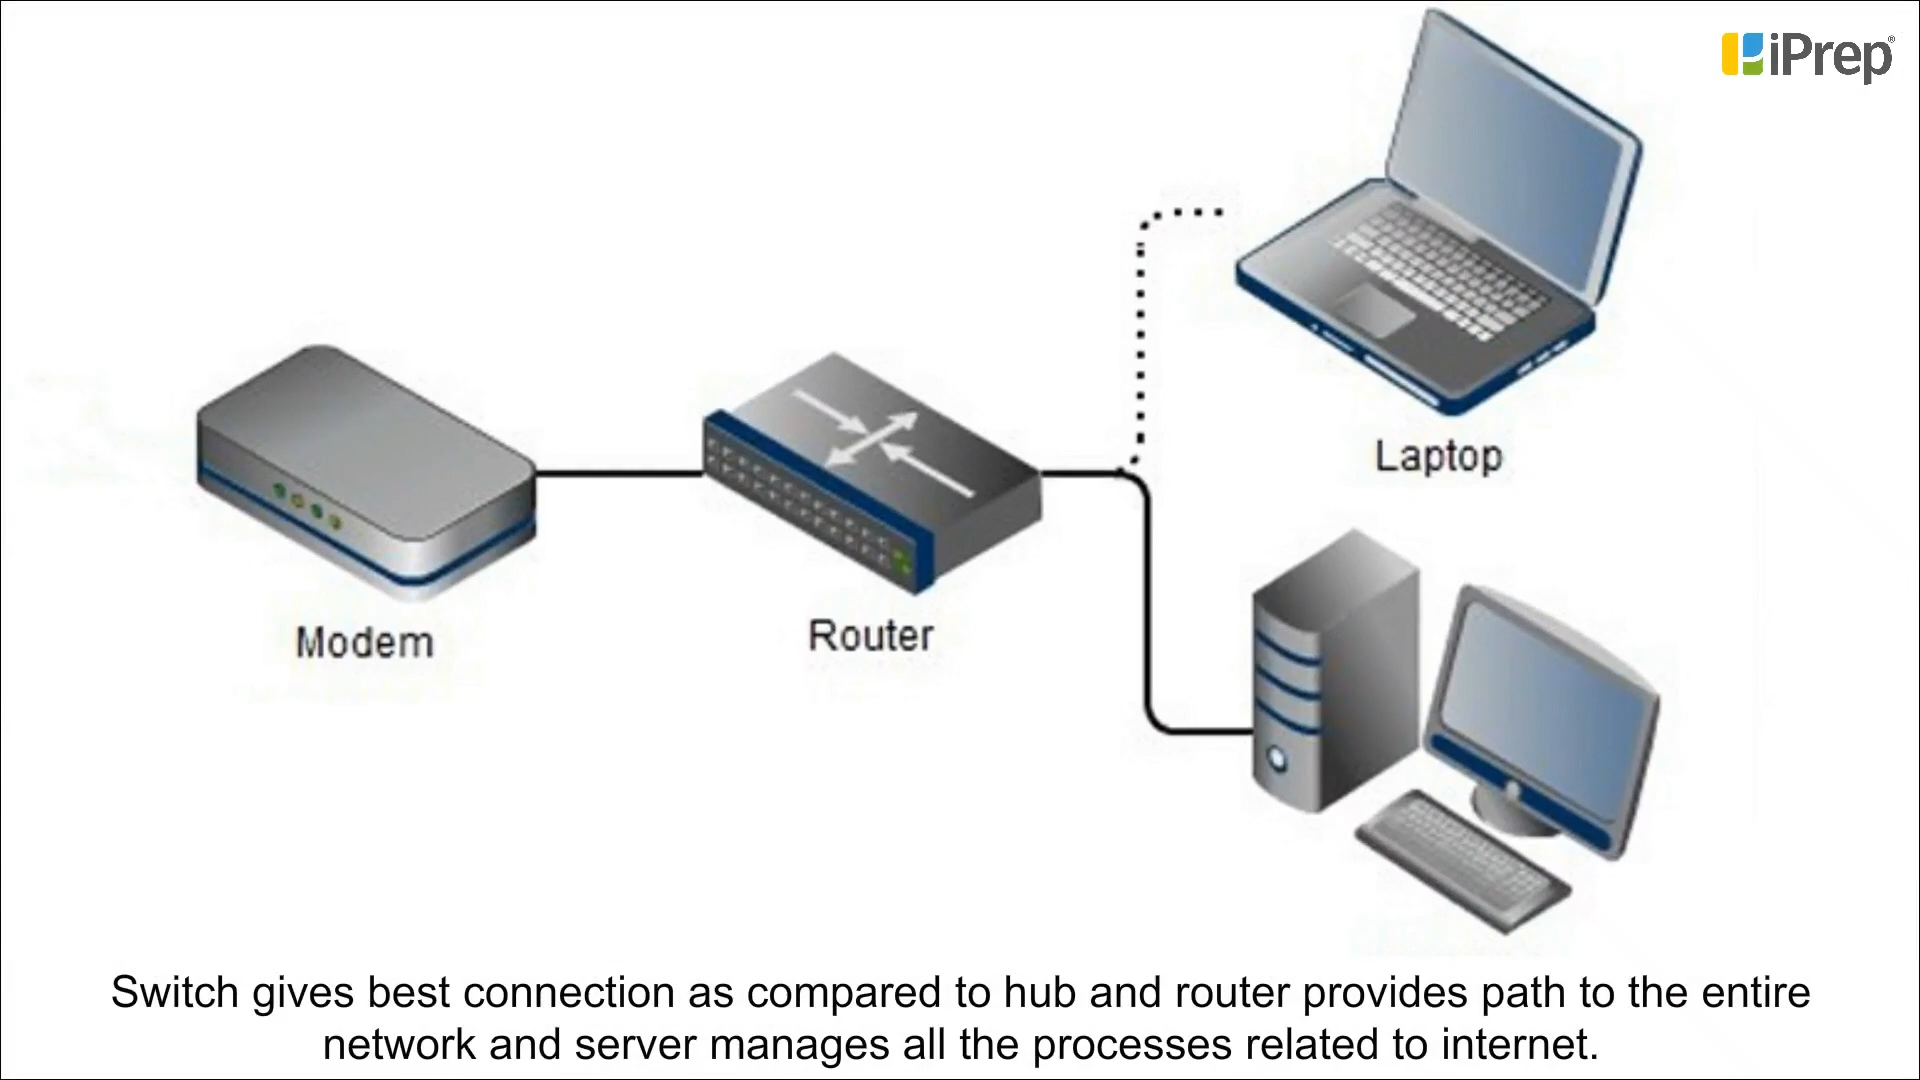 iPrep®
Laptop
Modem
Router
Switch gives best connection as compared to hub and router provides path to the entire
network and server manages all the processes related to internet.